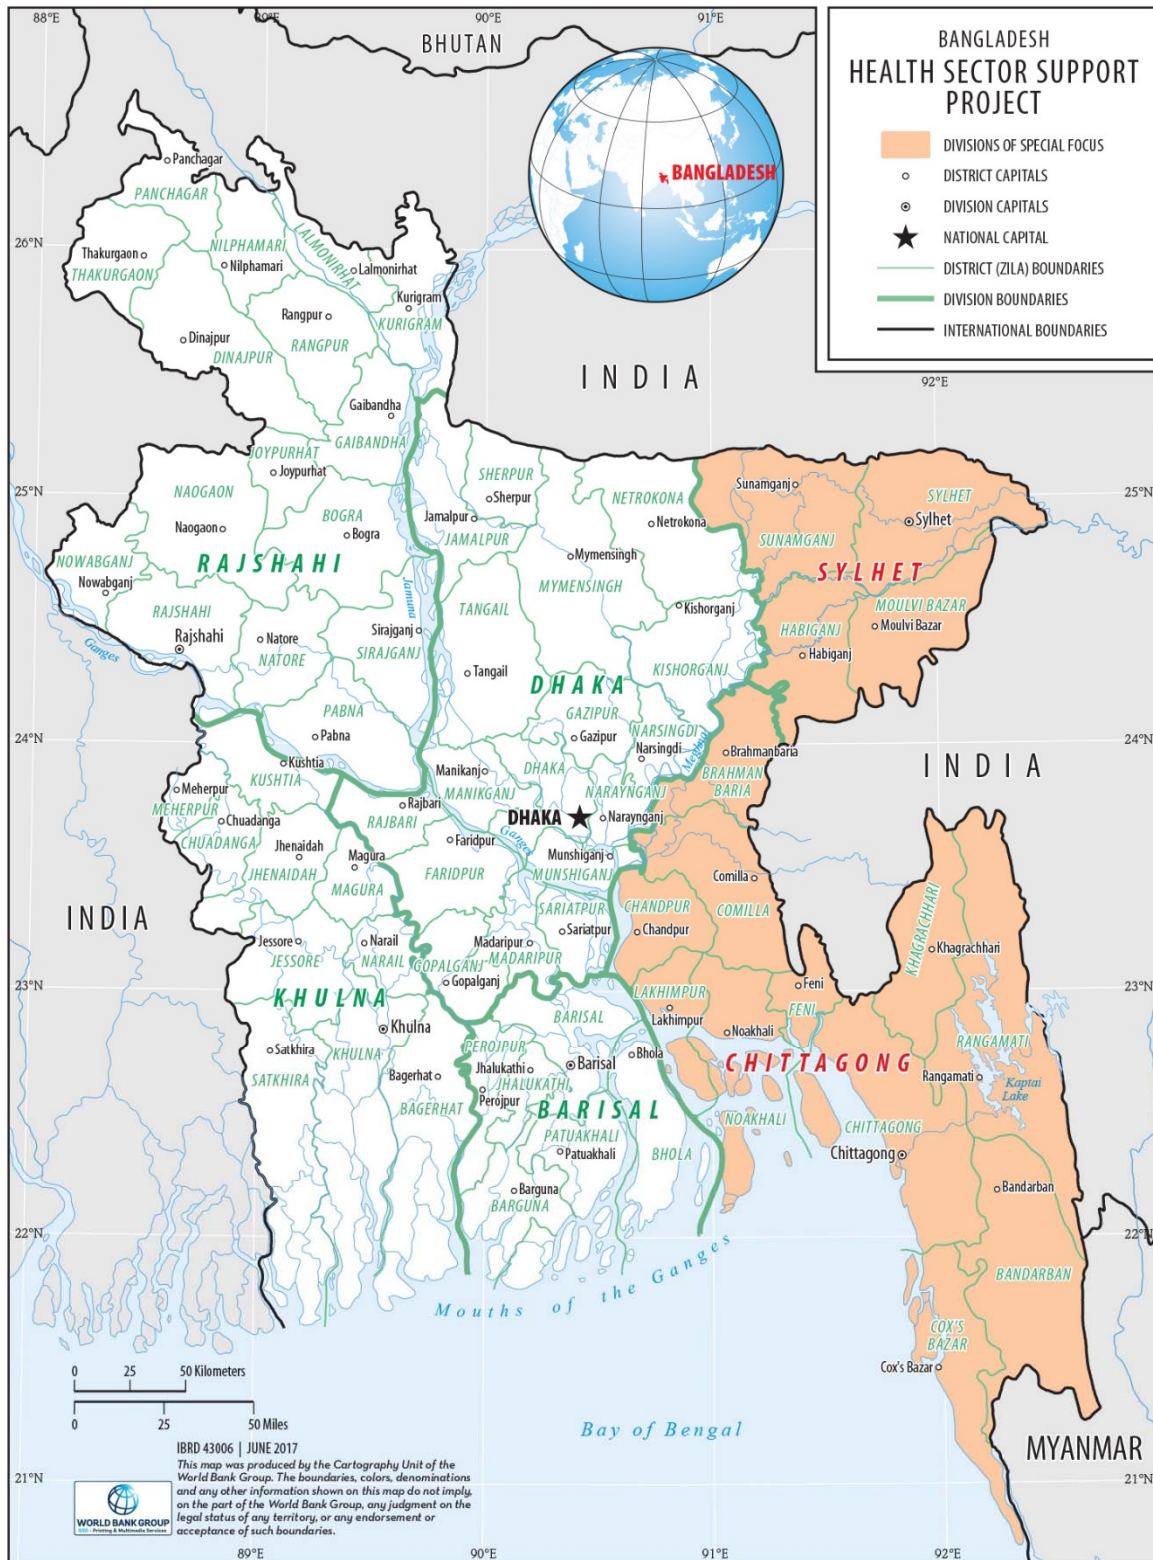 88°E
89°E
90°E
91°E
BHUTAN
BANGLADESH
HEALTH SECTOR SUPPORT
PROJECT
DIVISIONS OF SPECIAL FOCUS
DISTRICT CAPITALS
DIVISION CAPITALS
NATIONAL CAPITAL
DISTRICT (ZILA) BOUNDARIES
DIVISION BOUNDARIES
INTERNATIONAL BOUNDARIES
BANGLADESH
92°E
INDIA
26°N
Panchagar
PANCHAGAR
Thakurgaon
THAKURGAON
NILPHAMARI
Nilphamari
LALMONIRHAT
Lalmonirhat
Kurigram
KURIGRAM
Rangpur
RANGPUR
Dinajpur
DINAJPUR
Gaibandha
GAIBANDHA
25°N
25°N
JOYPURHAT
Joypurhat
NAOGAON
Naogaon
BOGRA
Bogra
RAJSHAHI
NOWABGANJ
Nowabganj
RAJSHAHI
Rajshahi
Ganges
Natore
NATORE
Jamuna
Sirajganj
SIRAJGANJ
PABNA
Pabna
SHERPUR
Sherpur
Jamalpur
JAMALPUR
NETROKONA
Netrokona
Mymensingh
MYMENSINGH
TANGAIL
Tangail
Kishorganj
KISHORGANJ
DHAKA
GAZIPUR
Gazipur
NARSINGDI
Narsingdi
Meghna
DHAKA
Manikanj
MANIKGANJ
NARAYNGANJ
Naraynganj
DHAKA
Sunamganj
SUNAMGANJ
SYLHET
Sylhet
SYLHET
MOULVI BAZAR
Moulvi Bazar
HABIGANJ
Habiganj
24°N
24°N
Brahmanbaria
BRAHMAN
BARIA
INDIA
Kushtia
KUSHTIA
Meherpur
MEHERPUR
Chuadanga
CHUADANGA
Jhenaidah
JHENAIDAH
Magura
MAGURA
Rajbari
RAJBARI
Faridpur
FARIDPUR
Ganges
Munshiganj
MUNSHIGANJ
SARIATPUR
Sariatpur
Madaripur
MADARIPUR
GOPALGANJ
Gopalganj
INDIA
Jessore
JESSORE
Narail
NARAIL
KHULNA
Khulna
KHULNA
Satkhira
SATKHIRA
Bagerhat
BAGERHAT
Comilla
COMILLA
CHANDPUR
Chandpur
LAKHIMPUR
Lakhimpur
Noakhali
NOAKHALI
Feni
FENI
23°N
23°N
KHAGRACHHARI
Khagrachhari
RANGAMATI
Rangamati
Kaptai
Lake
CHITTAGONG
CHITTAGONG
Chittagong
Bandarban
BANDARBAN
BARISAL
Barisal
PEROJPUR
Perojpur
Jhalukathi
JHALUKATHI
BARISAL
Bhola
BHOLA
PATUAKHALI
Patuakhali
Barguna
BARGUNA
22°N
22°N
COX'S
BAZAR
Cox's Bazar
Mouths of the Ganges
Bay of Bengal
MYANMAR
21°N
21°N
0 25 50 Kilometers
0 25 50 Miles
IBRD 43006 | JUNE 2017
This map was produced by the Cartography Unit of the
World Bank Group. The boundaries, colors, denominations
and any other information shown on this map do not imply,
on the part of the World Bank Group, any judgment on the
legal status of any territory, or any endorsement or
acceptance of such boundaries.
WORLD BANK GROUP
Printing & Multimedia Services
89°E
90°E
91°E
92°E